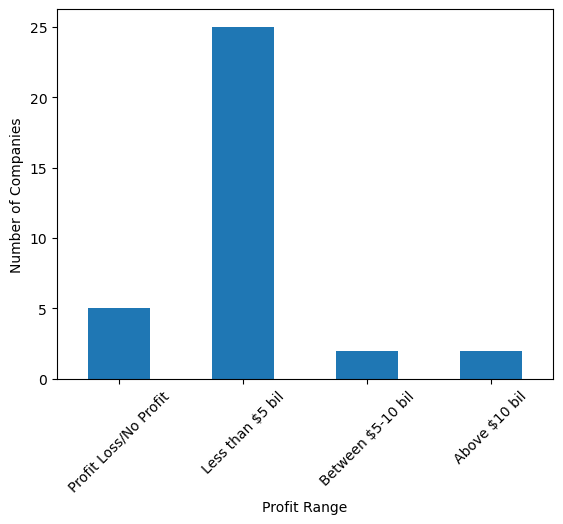 25
20
15
10
5
0
Number of Companies
Profit Loss/No Profit
Less than $5 bil
Between $5-10 bil
Above $10 bil
Profit Range